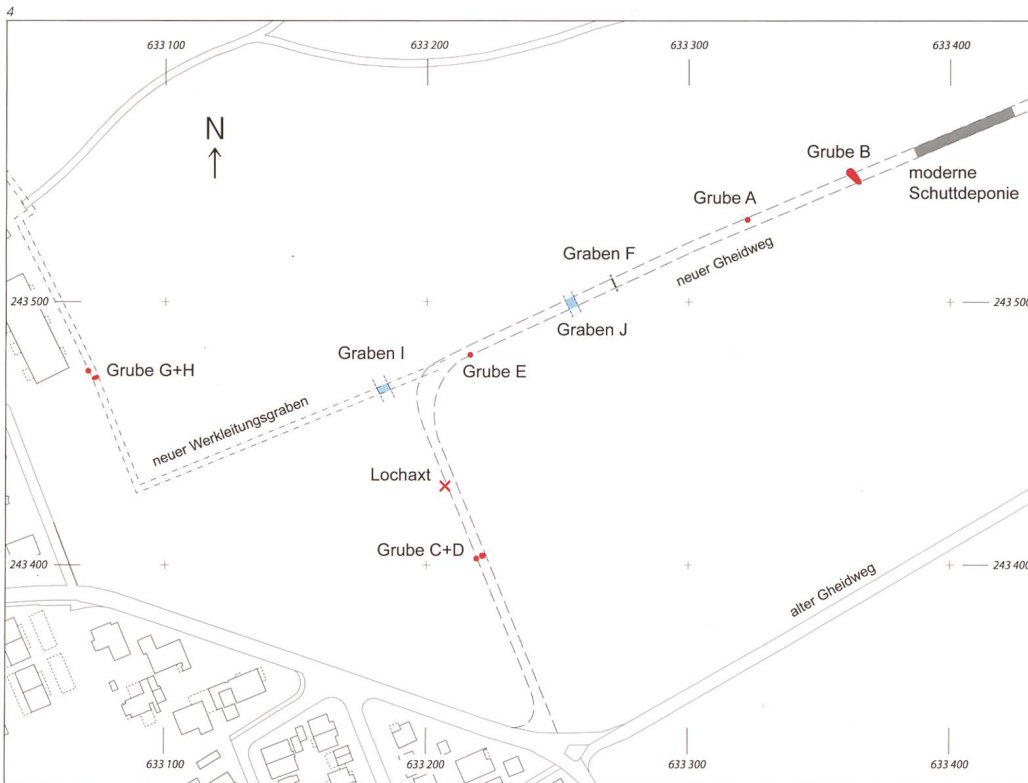 4
633 100
633 200
633 300
633 400
N
Grube B
moderne
Schuttdeponie
Grube A
neuer Gheidweg
Graben F
243 500
243 500
Graben J
Graben I
Grube G+H
Grube E
neuer Werkleitungsgraben
Lochaxt
Grube C+D
243 400
243 400
alter Gheidweg
633 100
633 200
633 300
633 400